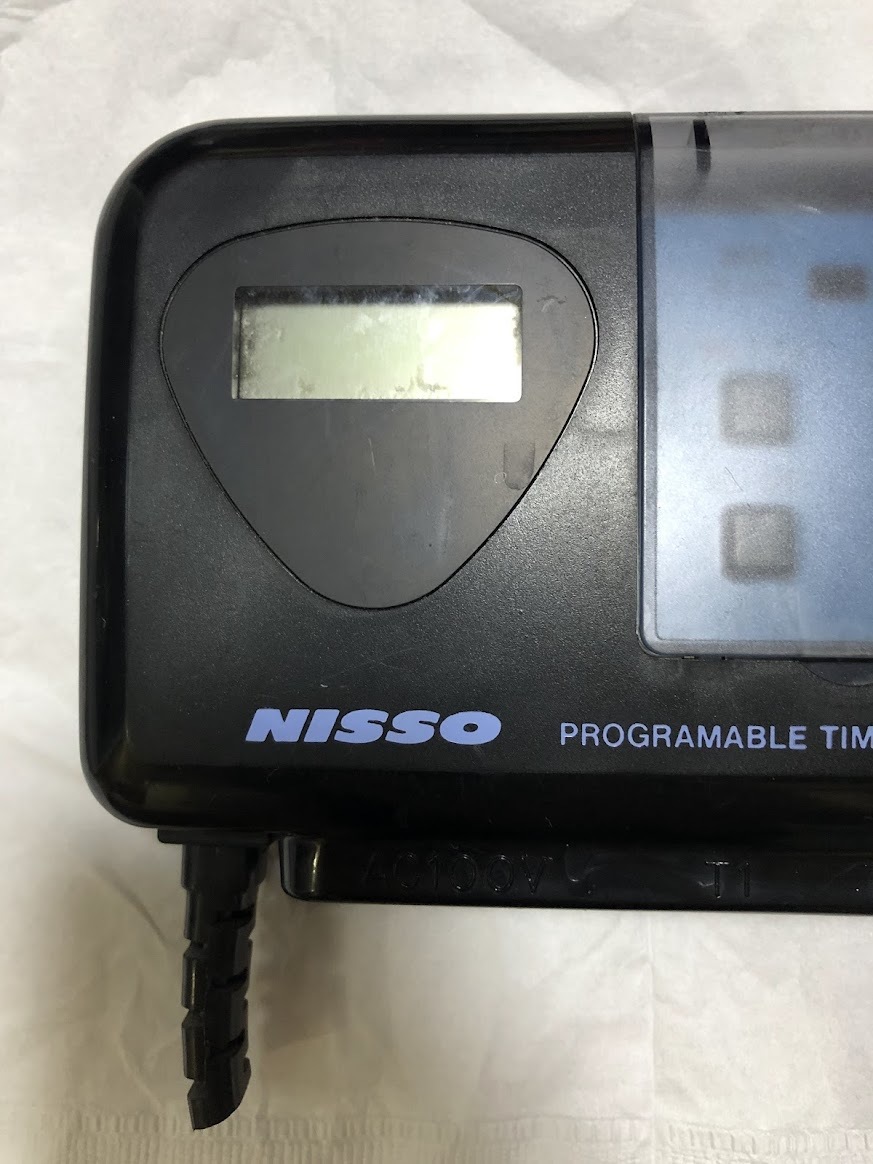 NISSO
PROGRAMABLE TIM
AC100V
T1